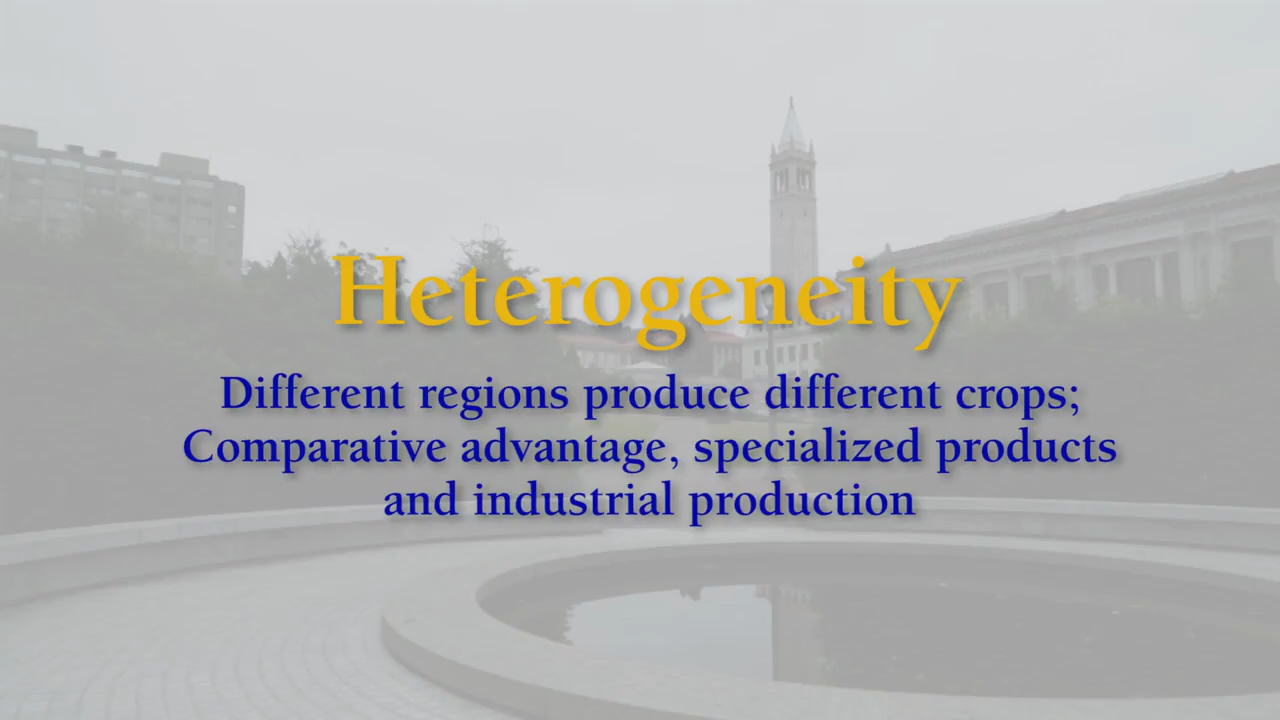 Heterogeneity
Different regions produce different crops;
Comparative advantage, specialized products
and industrial production